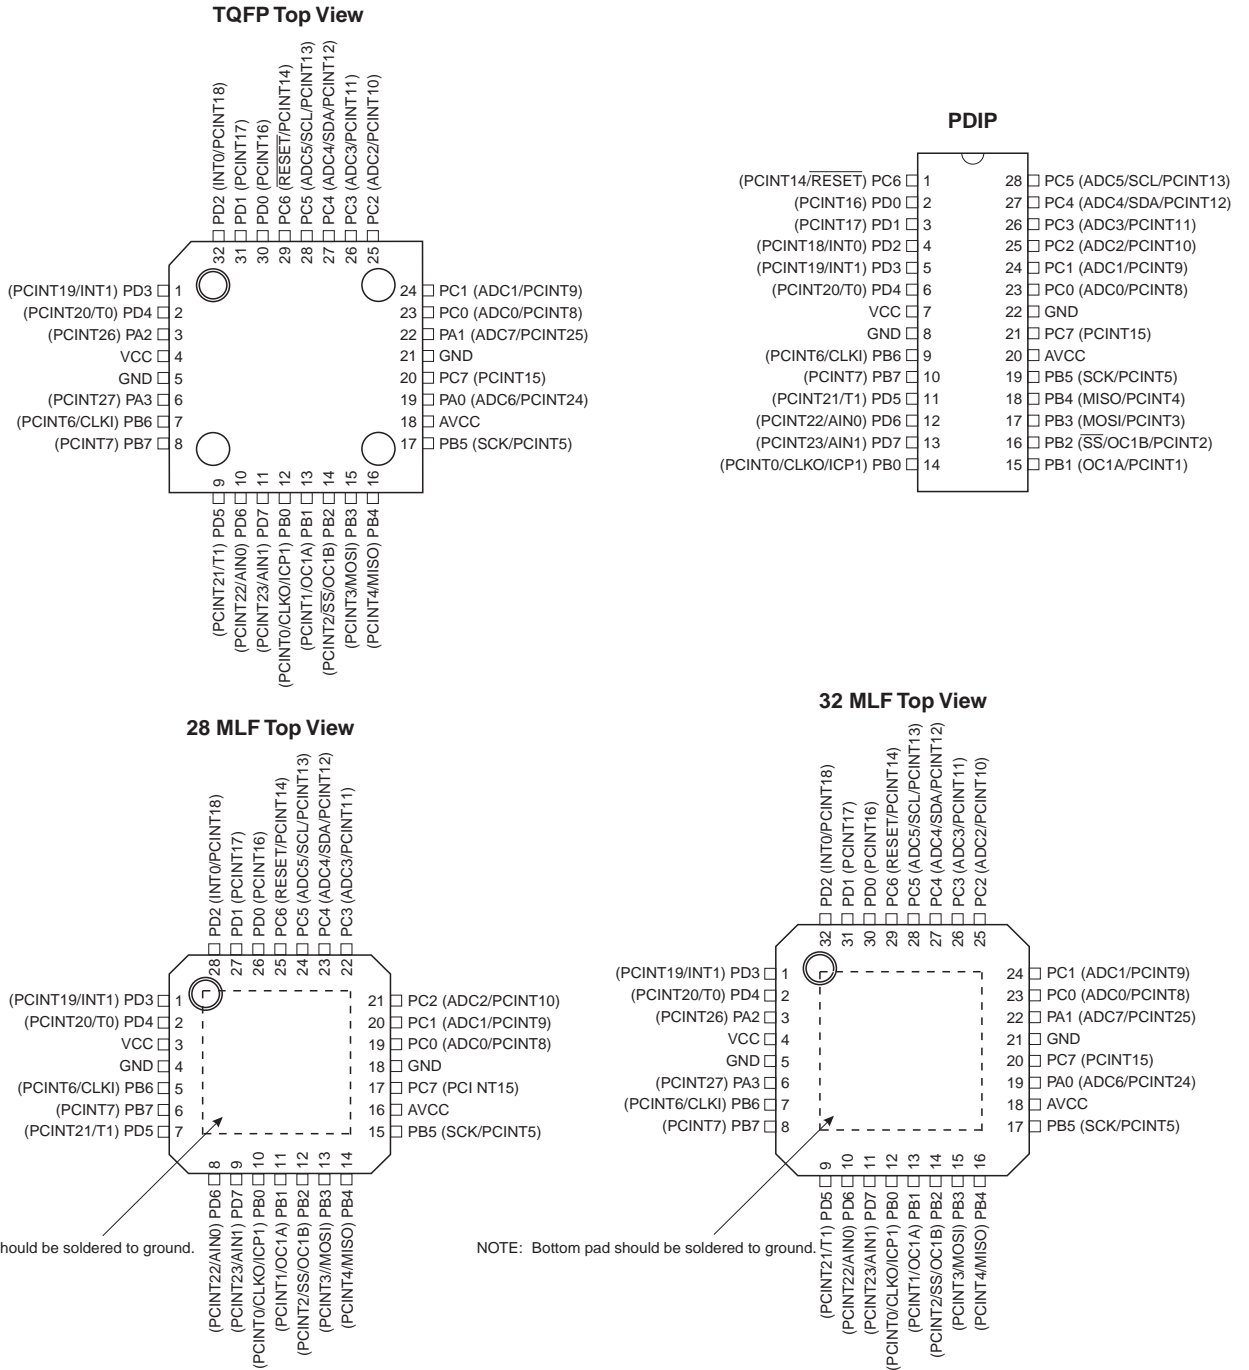 TQFP Top View
PD2 (INT0/PCINT18)
PD1 (PCINT17)
PD0 (PCINT16)
PC6 (RESET/PCINT14)
PC5 (ADC5/SCL/PCINT13)
PC4 (ADC4/SDA/PCINT12)
PC3 (ADC3/PCINT11)
PC2 (ADC2/PCINT10)
32 31 30 29 28 27 26 25
(PCINT19/INT1) PD3 1
(PCINT20/T0) PD4 2
(PCINT26) PA2 3
VCC 4
GND 5
(PCINT27) PA3 6
(PCINT6/CLKI) PB6 7
(PCINT7) PB7 8
24 PC1 (ADC1/PCINT9)
23 PC0 (ADC0/PCINT8)
22 PA1 (ADC7/PCINT25)
21 GND
20 PC7 (PCINT15)
19 PA0 (ADC6/PCINT24)
18 AVCC
17 PB5 (SCK/PCINT5)
9 10 11 12 13 14 15 16
(PCINT21/T1) PD5
(PCINT22/AIN0) PD6
(PCINT23/AIN1) PD7
(PCINT0/CLKO/ICP1) PB0
(PCINT1/OC1A) PB1
(PCINT2/SS/OC1B) PB2
(PCINT3/MOSI) PB3
(PCINT4/MISO) PB4
PDIP
(PCINT14/RESET) PC6 1
(PCINT16) PD0 2
(PCINT17) PD1 3
(PCINT18/INT0) PD2 4
(PCINT19/INT1) PD3 5
(PCINT20/T0) PD4 6
VCC 7
GND 8
(PCINT6/CLKI) PB6 9
(PCINT7) PB7 10
(PCINT21/T1) PD5 11
(PCINT22/AIN0) PD6 12
(PCINT23/AIN1) PD7 13
(PCINT0/CLKO/ICP1) PB0 14
28 PC5 (ADC5/SCL/PCINT13)
27 PC4 (ADC4/SDA/PCINT12)
26 PC3 (ADC3/PCINT11)
25 PC2 (ADC2/PCINT10)
24 PC1 (ADC1/PCINT9)
23 PC0 (ADC0/PCINT8)
22 GND
21 PC7 (PCINT15)
20 AVCC
19 PB5 (SCK/PCINT5)
18 PB4 (MISO/PCINT4)
17 PB3 (MOSI/PCINT3)
16 PB2 (SS/OC1B/PCINT2)
15 PB1 (OC1A/PCINT1)
28 MLF Top View
PD2 (INT0/PCINT18)
PD1 (PCINT17)
PD0 (PCINT16)
PC6 (RESET/PCINT14)
PC5 (ADC5/SCL/PCINT13)
PC4 (ADC4/SDA/PCINT12)
PC3 (ADC3/PCINT11)
28 27 26 25 24 23 22
(PCINT19/INT1) PD3 1
(PCINT20/T0) PD4 2
VCC 3
GND 4
(PCINT6/CLKI) PB6 5
(PCINT7) PB7 6
(PCINT21/T1) PD5 7
21 PC2 (ADC2/PCINT10)
20 PC1 (ADC1/PCINT9)
19 PC0 (ADC0/PCINT8)
18 GND
17 PC7 (PCI NT15)
16 AVCC
15 PB5 (SCK/PCINT5)
8 9 10 11 12 13 14
(PCINT22/AIN0) PD6
(PCINT23/AIN1) PD7
(PCINT0/CLKO/ICP1) PB0
(PCINT1/OC1A) PB1
(PCINT2/SS/OC1B) PB2
(PCINT3//MOSI) PB3
(PCINT4/MISO) PB4
hould be soldered to ground.
32 MLF Top View
PD2 (INT0/PCINT18)
PD1 (PCINT17)
PD0 (PCINT16)
PC6 (RESET/PCINT14)
PC5 (ADC5/SCL/PCINT13)
PC4 (ADC4/SDA/PCINT12)
PC3 (ADC3/PCINT11)
PC2 (ADC2/PCINT10)
32 31 30 29 28 27 26 25
(PCINT19/INT1) PD3 1
(PCINT20/T0) PD4 2
(PCINT26) PA2 3
VCC 4
GND 5
(PCINT27) PA3 6
(PCINT6/CLKI) PB6 7
(PCINT7) PB7 8
24 PC1 (ADC1/PCINT9)
23 PC0 (ADC0/PCINT8)
22 PA1 (ADC7/PCINT25)
21 GND
20 PC7 (PCINT15)
19 PA0 (ADC6/PCINT24)
18 AVCC
17 PB5 (SCK/PCINT5)
9 10 11 12 13 14 15 16
(PCINT21/T1) PD5
(PCINT22/AIN0) PD6
(PCINT23/AIN1) PD7
(PCINT0/CLKO/ICP1) PB0
(PCINT1/OC1A) PB1
(PCINT2/SS/OC1B) PB2
(PCINT3/MOSI) PB3
(PCINT4/MISO) PB4
NOTE: Bottom pad should be soldered to ground.